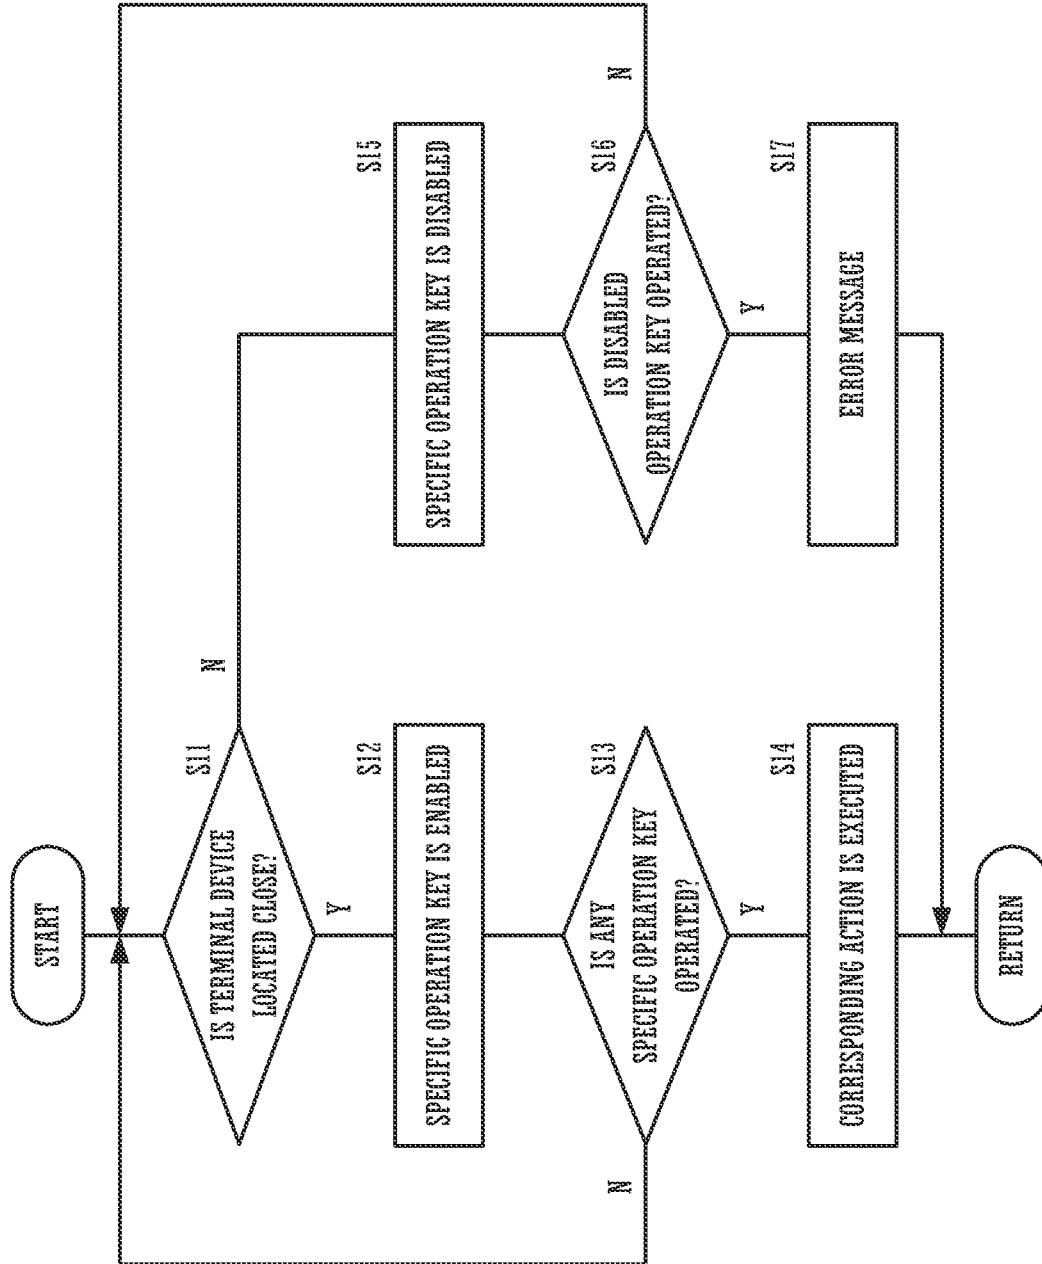 START
S11
IS TERMINAL DEVICE
LOCATED CLOSE?
N
Y
S12
SPECIFIC OPERATION KEY IS ENABLED
S13
IS ANY
SPECIFIC OPERATION KEY
OPERATED?
N
Y
S14
CORRESPONDING ACTION IS EXECUTED
S15
SPECIFIC OPERATION KEY IS DISABLED
S16
IS DISABLED
OPERATION KEY OPERATED?
N
Y
S17
ERROR MESSAGE
RETURN